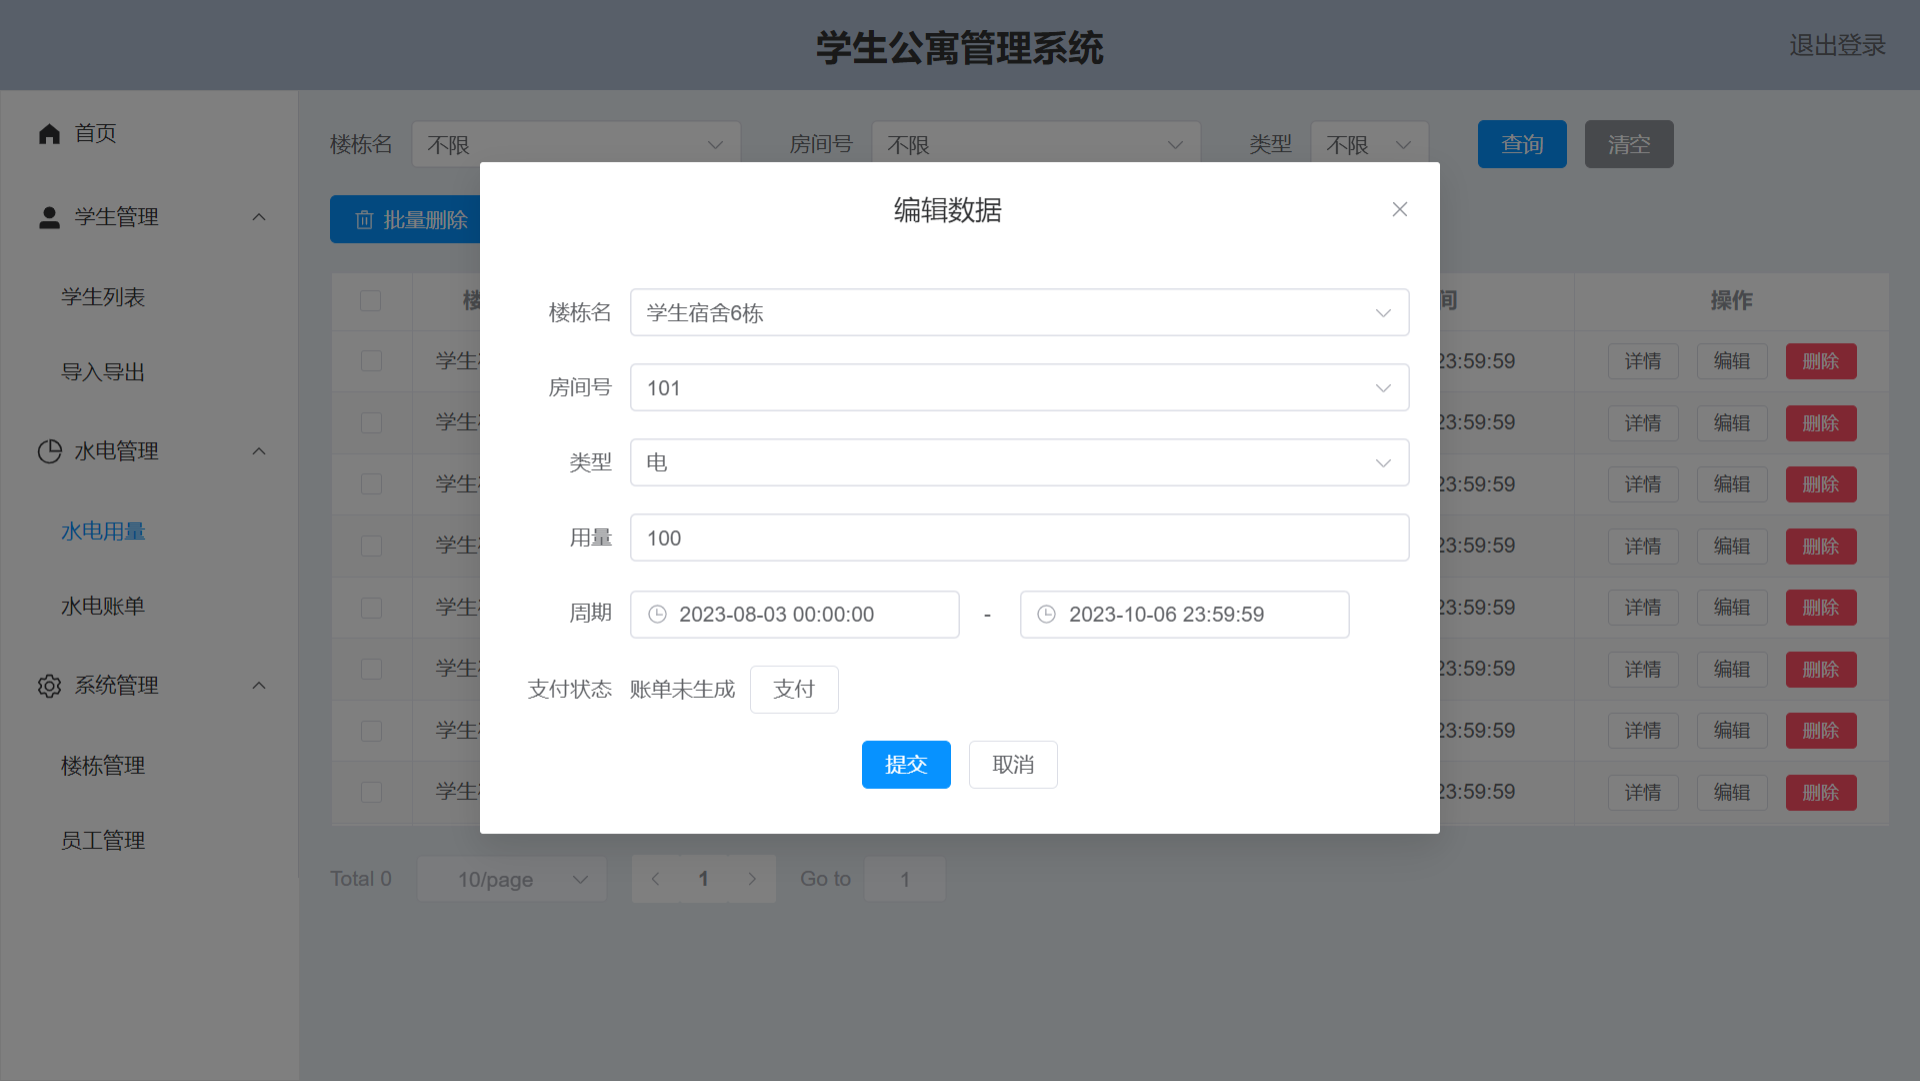 学生公寓管理系统
退出登录
首页
学生管理
学生列表
导入导出
水电管理
水电用量
水电账单
系统管理
楼栋管理
员工管理
楼栋名 不限 房间号 不限 类型 不限 查询 清空
批量删除
编辑数据
楼栋名 学生宿舍6栋
房间号 101
类型 电
用量 100
周期 2023-08-03 00:00:00 - 2023-10-06 23:59:59
支付状态 账单未生成 支付
提交 取消
楼 间 操作
学生 23:59:59 详情 编辑 删除
学生 23:59:59 详情 编辑 删除
学生 23:59:59 详情 编辑 删除
学生 23:59:59 详情 编辑 删除
学生 23:59:59 详情 编辑 删除
学生 23:59:59 详情 编辑 删除
学生 23:59:59 详情 编辑 删除
学生 23:59:59 详情 编辑 删除
Total 0 10/page 1 Go to 1